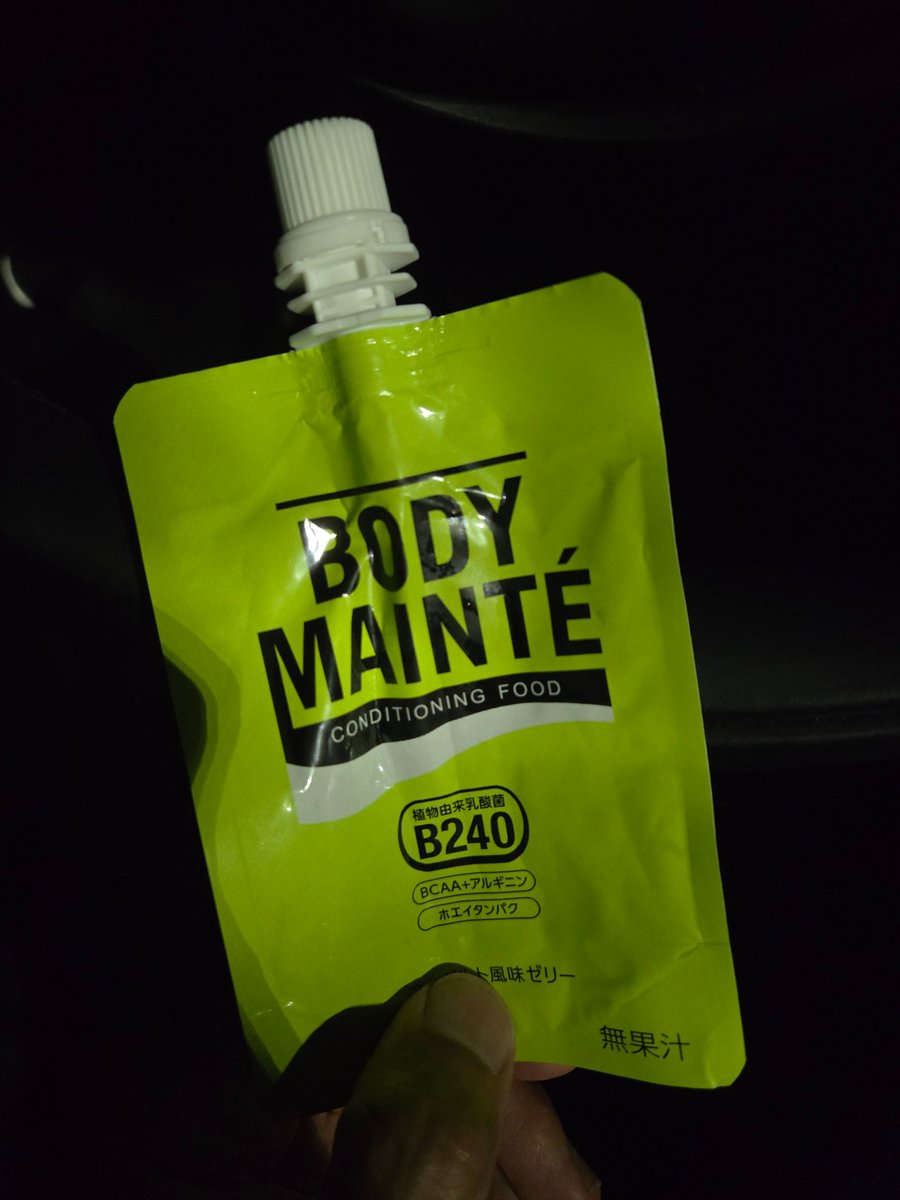 BODY
MAINTÉ
CONDITIONING FOOD
植物由来乳酸菌
B240
BCAA+アルギニン
ホエイタンパク
ト風味ゼリー
無果汁